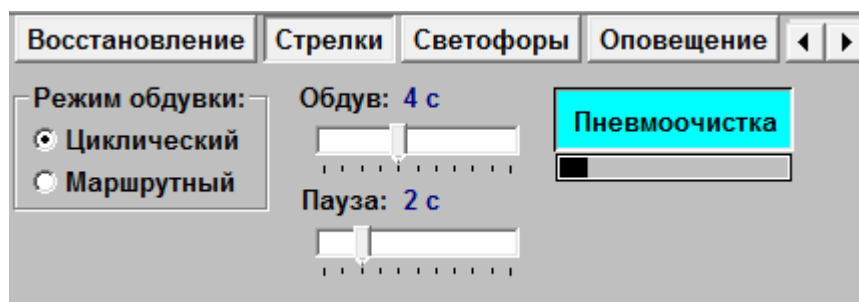 Восстановление Стрелки Светофоры Оповещение
Режим обдувки:
Циклический
Маршрутный
Обдув: 4 с
Пауза: 2 с
Пневмоочистка